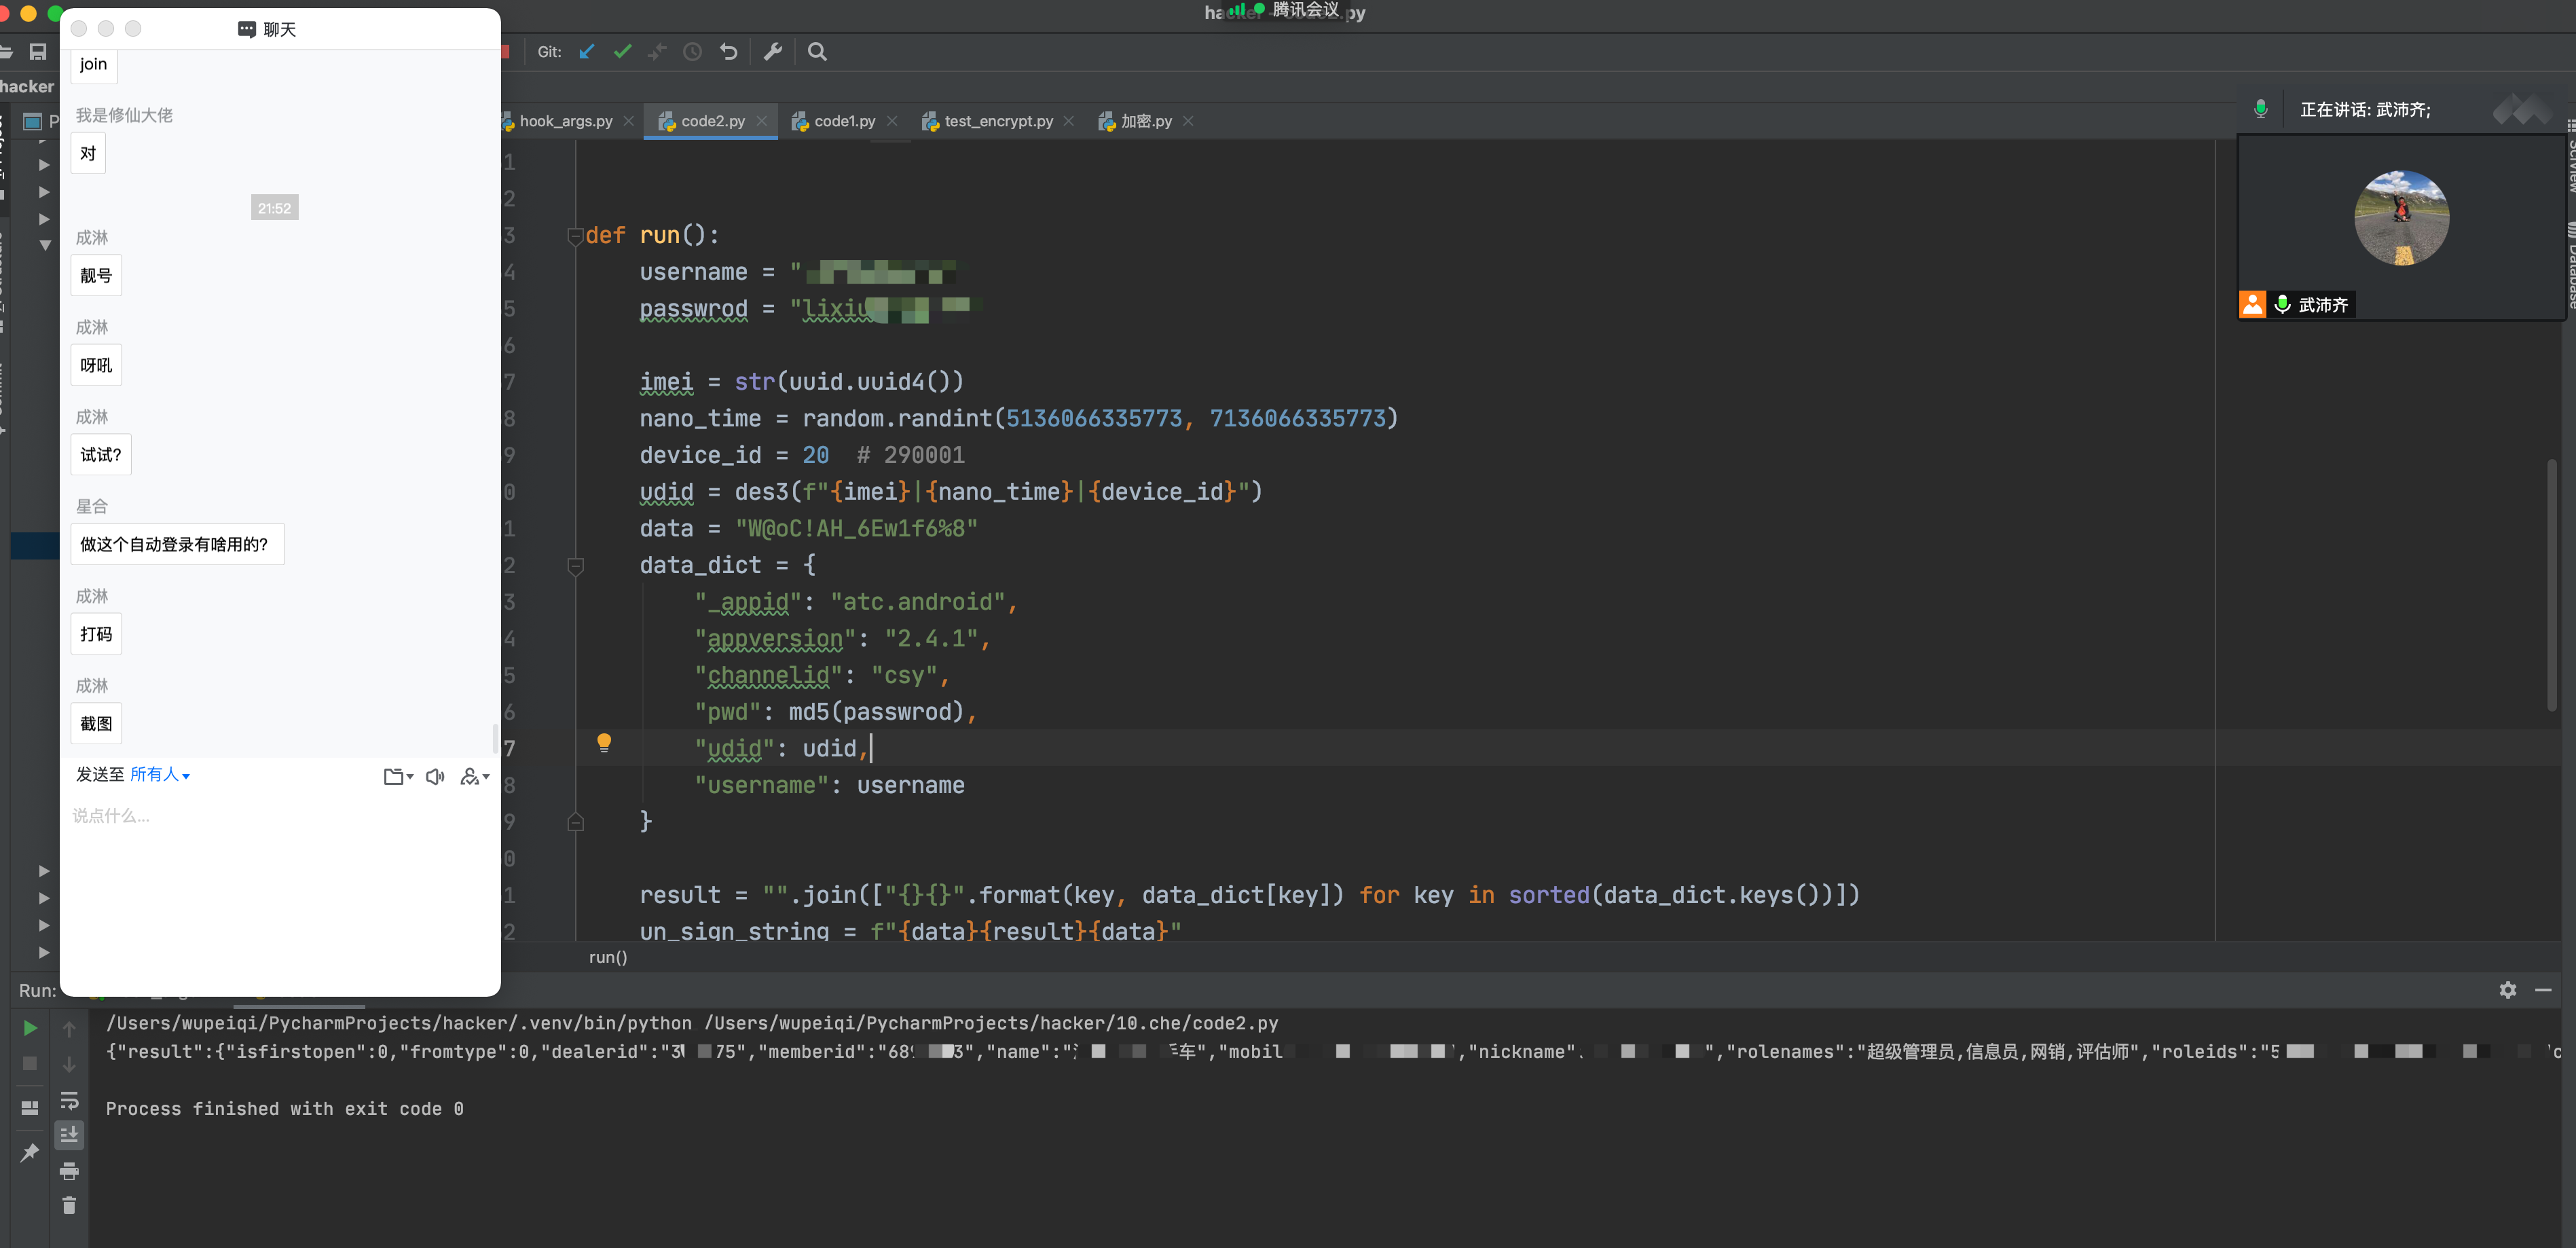 腾讯会议
聊天
join
我是修仙大佬
对
21:52
成淋
靓号
成淋
呀吼
成淋
试试?
星合
做这个自动登录有啥用的?
成淋
打码
成淋
截图
发送至 所有人
说点什么...
Git:
hacker
hook_args.py
code2.py
code1.py
test_encrypt.py
加密.py
def run():
username = "
passwrod = "lixiu
imei = str(uuid.uuid4())
nano_time = random.randint(5136066335773, 7136066335773)
device_id = 20  # 290001
udid = des3(f"{imei}|{nano_time}|{device_id}")
data = "W@oC!AH_6Ew1f6%8"
data_dict = {
"_appid": "atc.android",
"appversion": "2.4.1",
"channelid": "csy",
"pwd": md5(passwrod),
"udid": udid,
"username": username
}
result = "".join(["{}{}".format(key, data_dict[key]) for key in sorted(data_dict.keys())])
un_sign_string = f"{data}{result}{data}"
run()
正在讲话: 武沛齐;
武沛齐
SciView
Database
Run:
/Users/wupeiqi/PycharmProjects/hacker/.venv/bin/python /Users/wupeiqi/PycharmProjects/hacker/10.che/code2.py
{"result":{"isfirstopen":0,"fromtype":0,"dealerid":"3 75","memberid":"68 3","name":" 车","mobil ,"nickname" ","rolenames":"超级管理员,信息员,网销,评估师","roleids":"5
Process finished with exit code 0